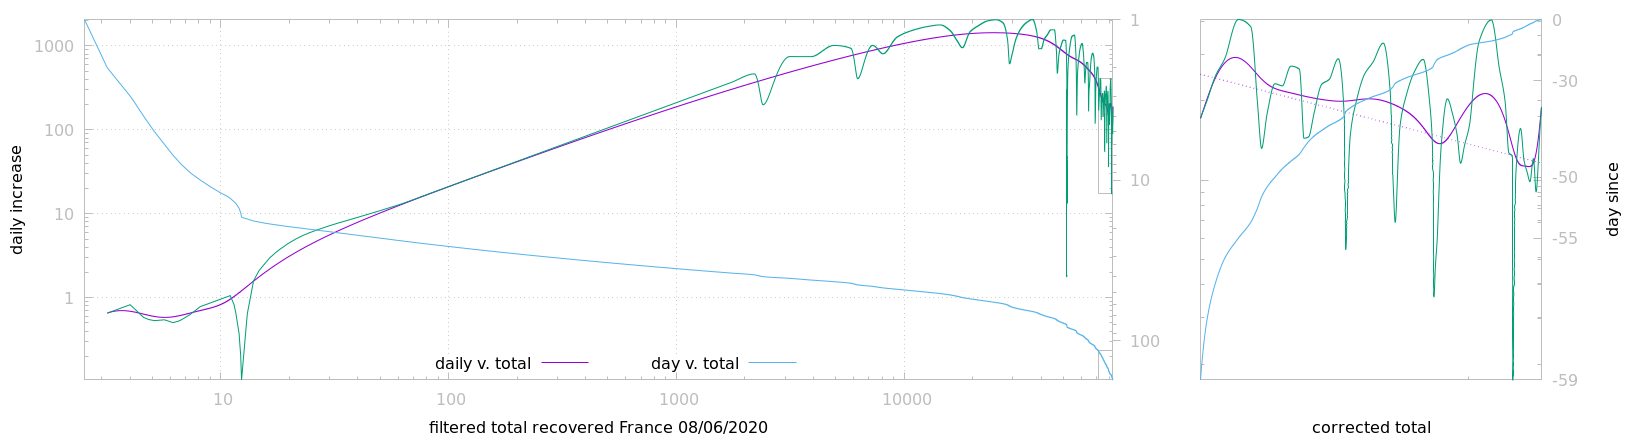 1000
100
10
1
daily increase
10
100
1000
10000
filtered total recovered France 08/06/2020
daily v. total
day v. total
1
10
100
0
-30
-50
-55
-59
day since
corrected total